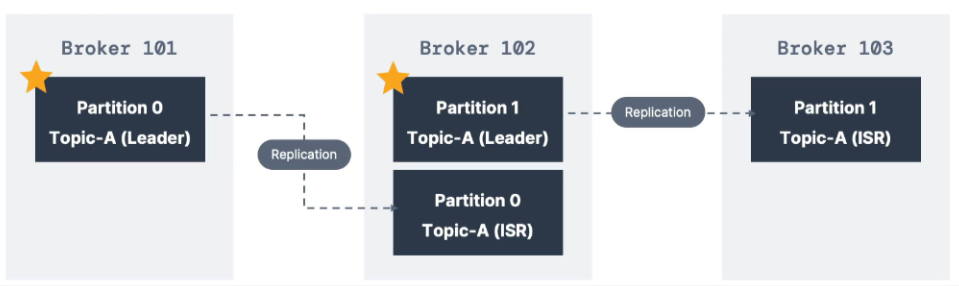 Broker 101
Partition 0
Topic-A (Leader)
Replication
Broker 102
Partition 1
Topic-A (Leader)
Partition 0
Topic-A (ISR)
Replication
Broker 103
Partition 1
Topic-A (ISR)